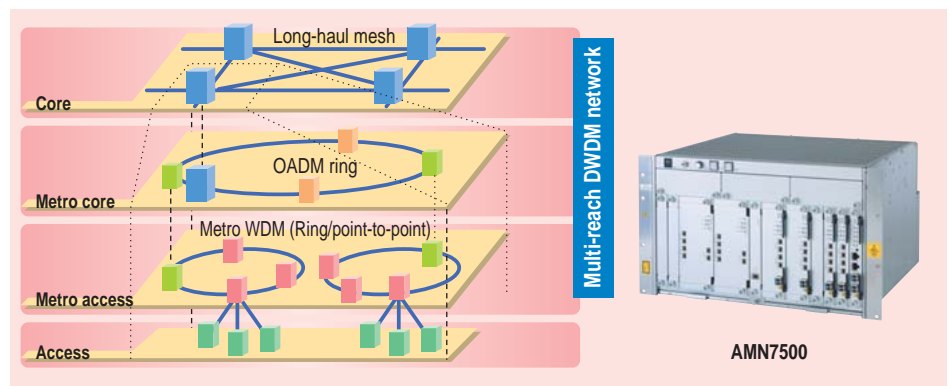 Long-haul mesh
Core
OADM ring
Metro core
Metro WDM (Ring/point-to-point)
Metro access
Access
Multi-reach DWDM network
AMN7500